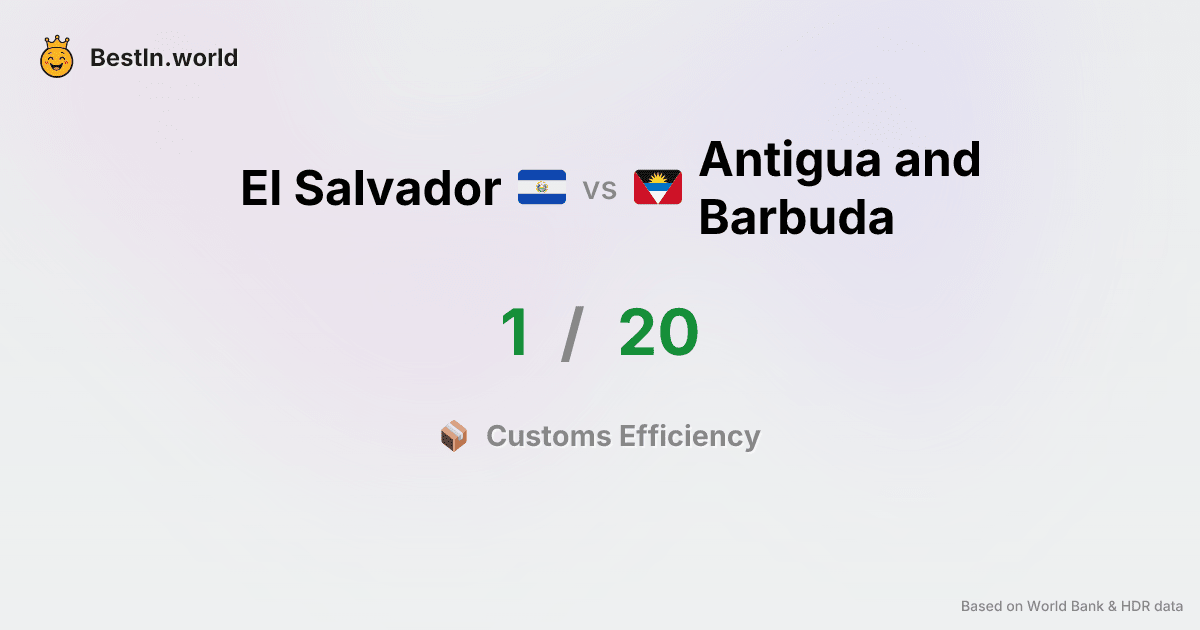 BestIn.world
El Salvador vs Antigua and
Barbuda
1 / 20
Customs Efficiency
Based on World Bank & HDR data